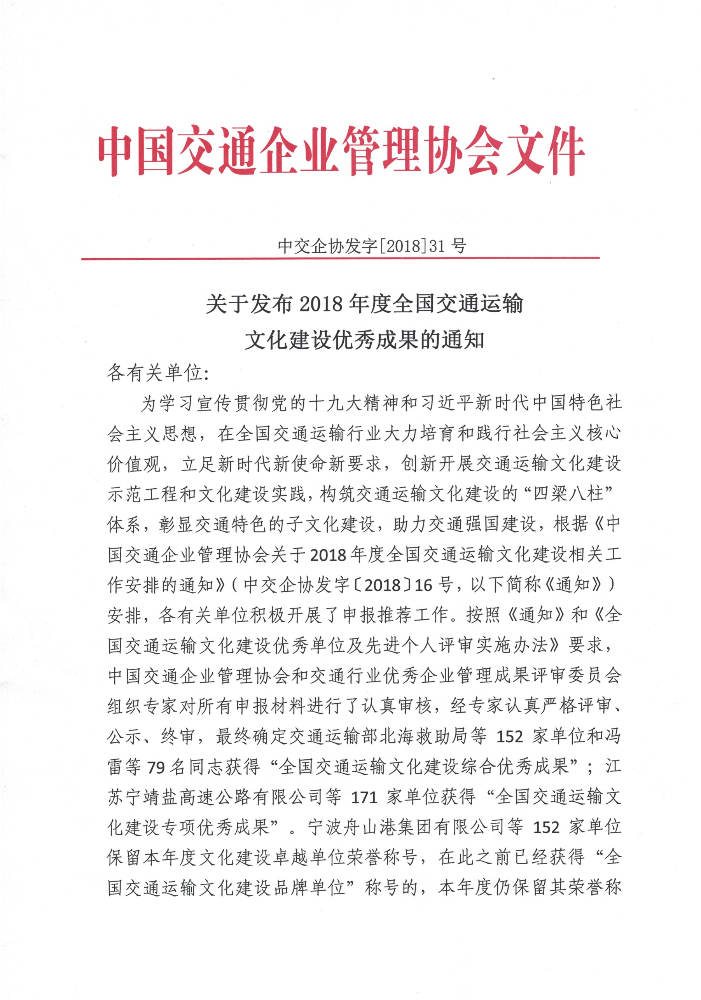 中国交通企业管理协会文件
中交企协发字[2018]31 号
关于发布 2018 年度全国交通运输
文化建设优秀成果的通知
各有关单位：
为学习宣传贯彻党的十九大精神和习近平新时代中国特色社
会主义思想，在全国交通运输行业大力培育和践行社会主义核心
价值观，立足新时代新使命新要求，创新开展交通运输文化建设
示范工程和文化建设实践，构筑交通运输文化建设的“四梁八柱”
体系，彰显交通特色的子文化建设，助力交通强国建设，根据《中
国交通企业管理协会关于 2018 年度全国交通运输文化建设相关工
作安排的通知》（中交企协发字〔2018〕16 号，以下简称《通知》）
安排，各有关单位积极开展了申报推荐工作。按照《通知》和《全
国交通运输文化建设优秀单位及先进个人评审实施办法》要求，
中国交通企业管理协会和交通行业优秀企业管理成果评审委员会
组织专家对所有申报材料进行了认真审核，经专家认真严格评审、
公示、终审，最终确定交通运输部北海救助局等 152 家单位和冯
雷等 79 名同志获得“全国交通运输文化建设综合优秀成果”；江
苏宁靖盐高速公路有限公司等 171 家单位获得“全国交通运输文
化建设专项优秀成果”。宁波舟山港集团有限公司等 152 家单位
保留本年度文化建设卓越单位荣誉称号，在此之前已经获得“全
国交通运输文化建设品牌单位”称号的，本年度仍保留其荣誉称